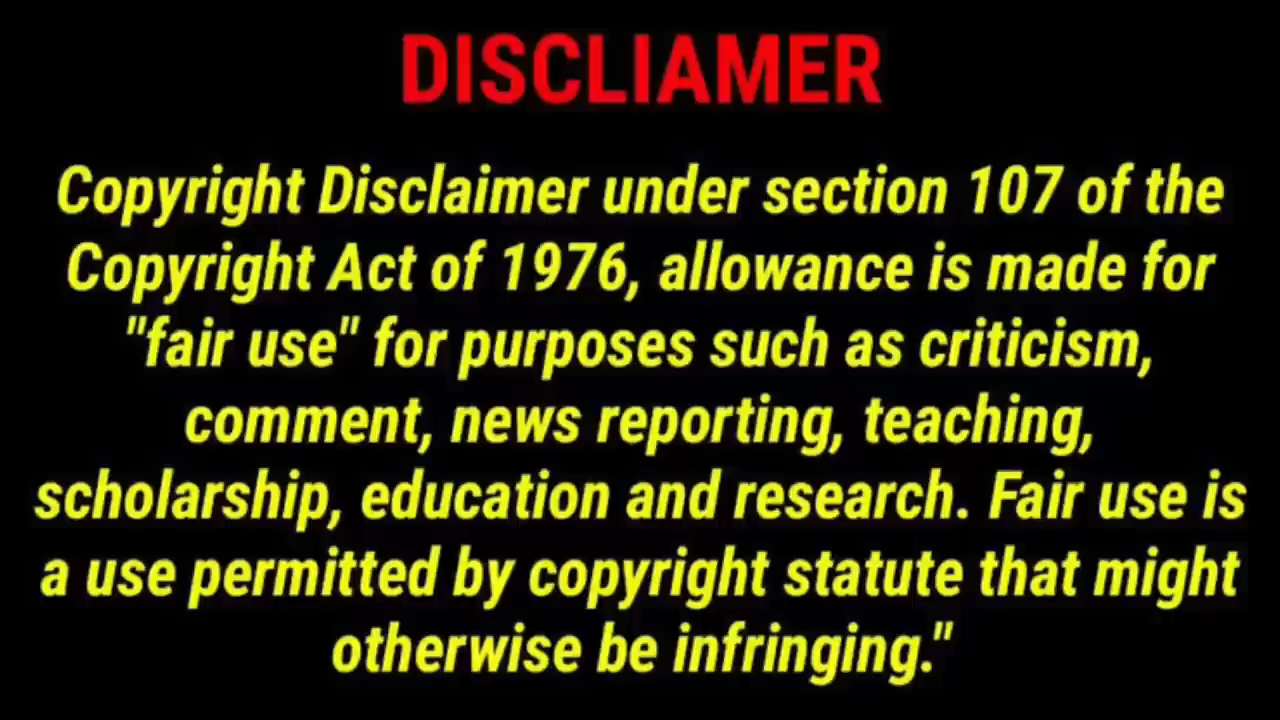 DISCLIAMER
Copyright Disclaimer under section 107 of the
Copyright Act of 1976, allowance is made for
"fair use" for purposes such as criticism,
comment, news reporting, teaching,
scholarship, education and research. Fair use is
a use permitted by copyright statute that might
otherwise be infringing."